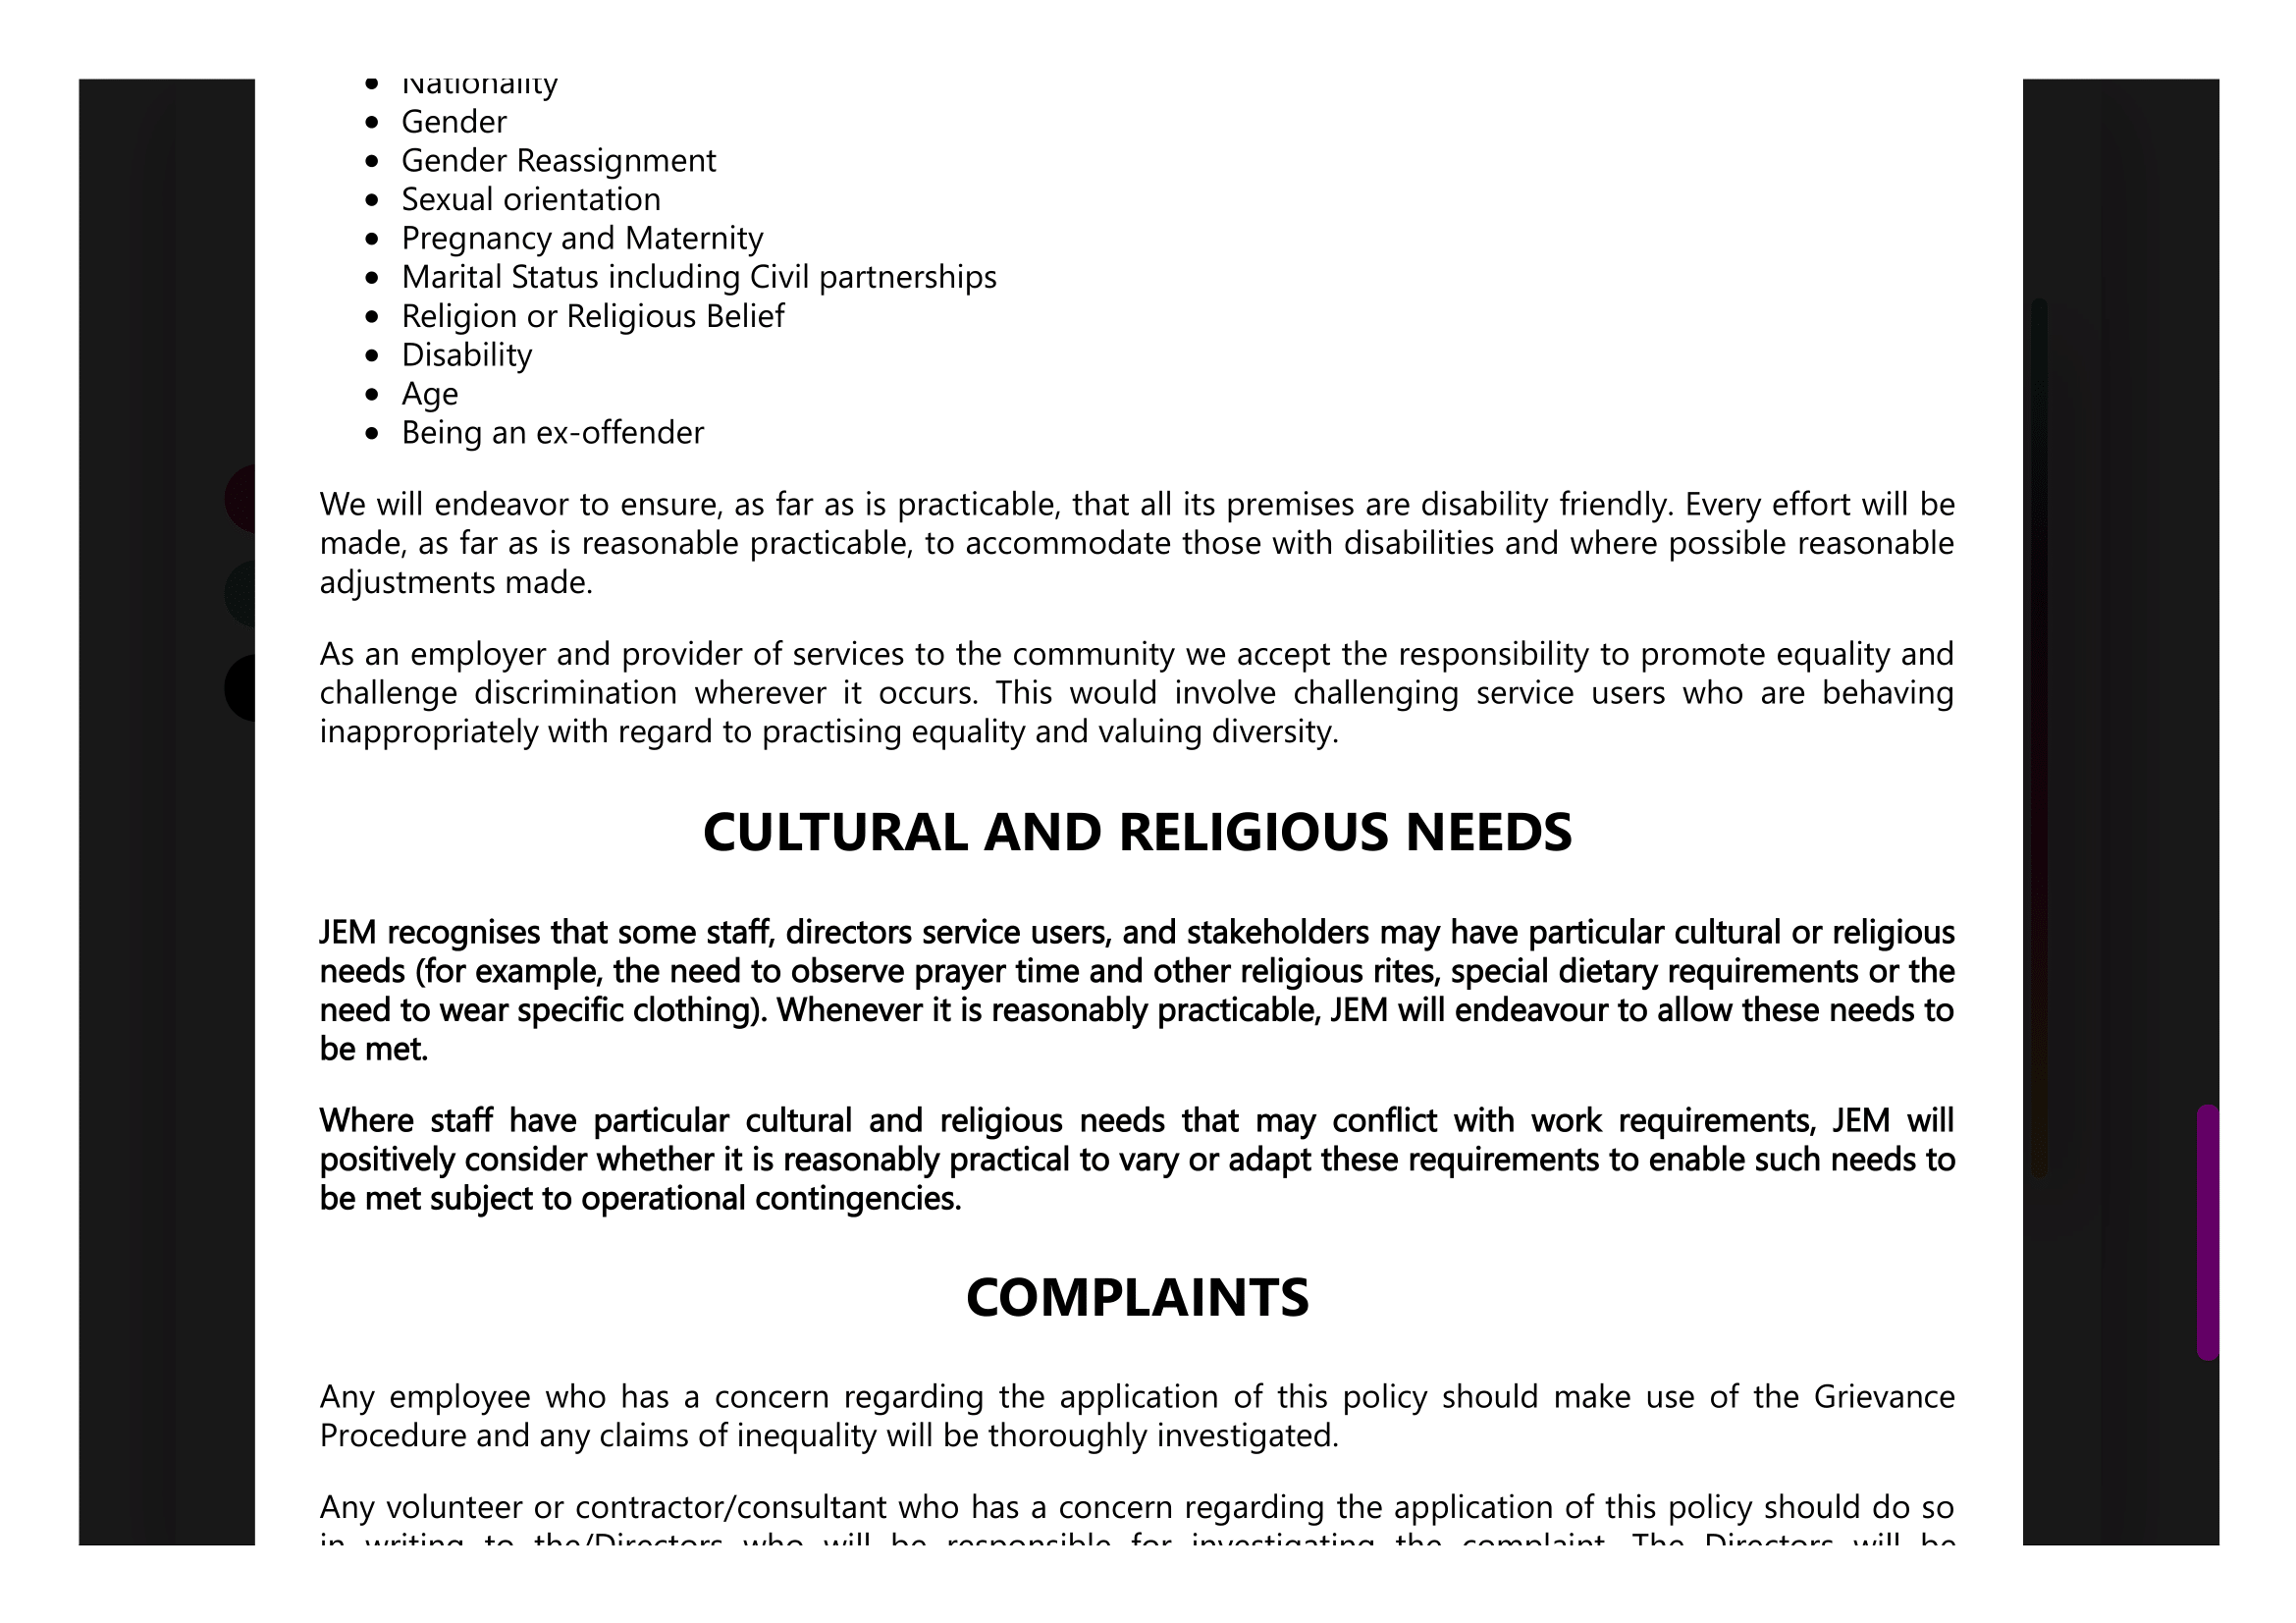 • Nationality
• Gender
• Gender Reassignment
• Sexual orientation
• Pregnancy and Maternity
• Marital Status including Civil partnerships
• Religion or Religious Belief
• Disability
• Age
• Being an ex-offender
We will endeavor to ensure, as far as is practicable, that all its premises are disability friendly. Every effort will be
made, as far as is reasonable practicable, to accommodate those with disabilities and where possible reasonable
adjustments made.
As an employer and provider of services to the community we accept the responsibility to promote equality and
challenge discrimination wherever it occurs. This would involve challenging service users who are behaving
inappropriately with regard to practising equality and valuing diversity.
CULTURAL AND RELIGIOUS NEEDS
JEM recognises that some staff, directors service users, and stakeholders may have particular cultural or religious
needs (for example, the need to observe prayer time and other religious rites, special dietary requirements or the
need to wear specific clothing). Whenever it is reasonably practicable, JEM will endeavour to allow these needs to
be met.
Where staff have particular cultural and religious needs that may conflict with work requirements, JEM will
positively consider whether it is reasonably practical to vary or adapt these requirements to enable such needs to
be met subject to operational contingencies.
COMPLAINTS
Any employee who has a concern regarding the application of this policy should make use of the Grievance
Procedure and any claims of inequality will be thoroughly investigated.
Any volunteer or contractor/consultant who has a concern regarding the application of this policy should do so
in writing to the/Directors who will be responsible for investigating the complaint. The Directors will be